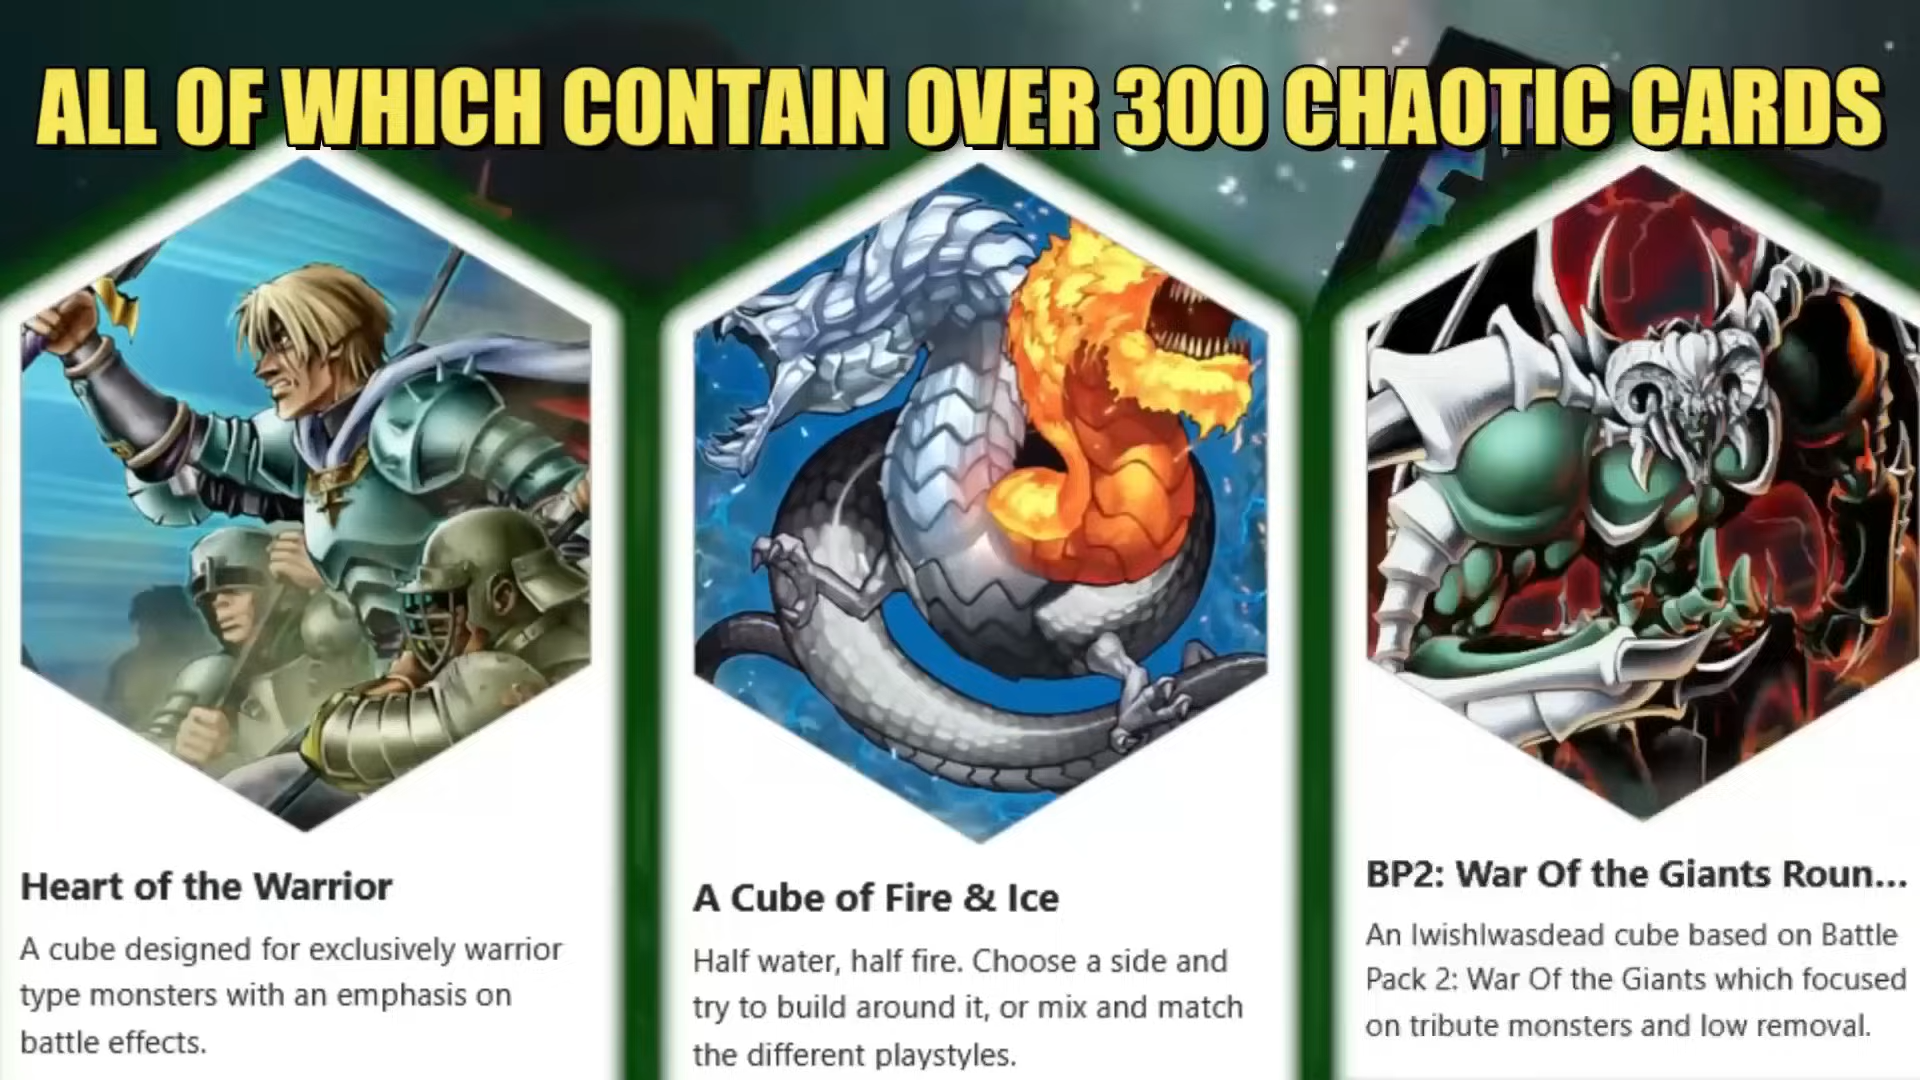 ALL OF WHICH CONTAIN OVER 300 CHAOTIC CARDS
Heart of the Warrior
A cube designed for exclusively warrior
type monsters with an emphasis on
battle effects.
A Cube of Fire & Ice
Half water, half fire. Choose a side and
try to build around it, or mix and match
the different playstyles.
BP2: War Of the Giants Roun...
An IwishIwasdead cube based on Battle
Pack 2: War Of the Giants which focused
on tribute monsters and low removal.